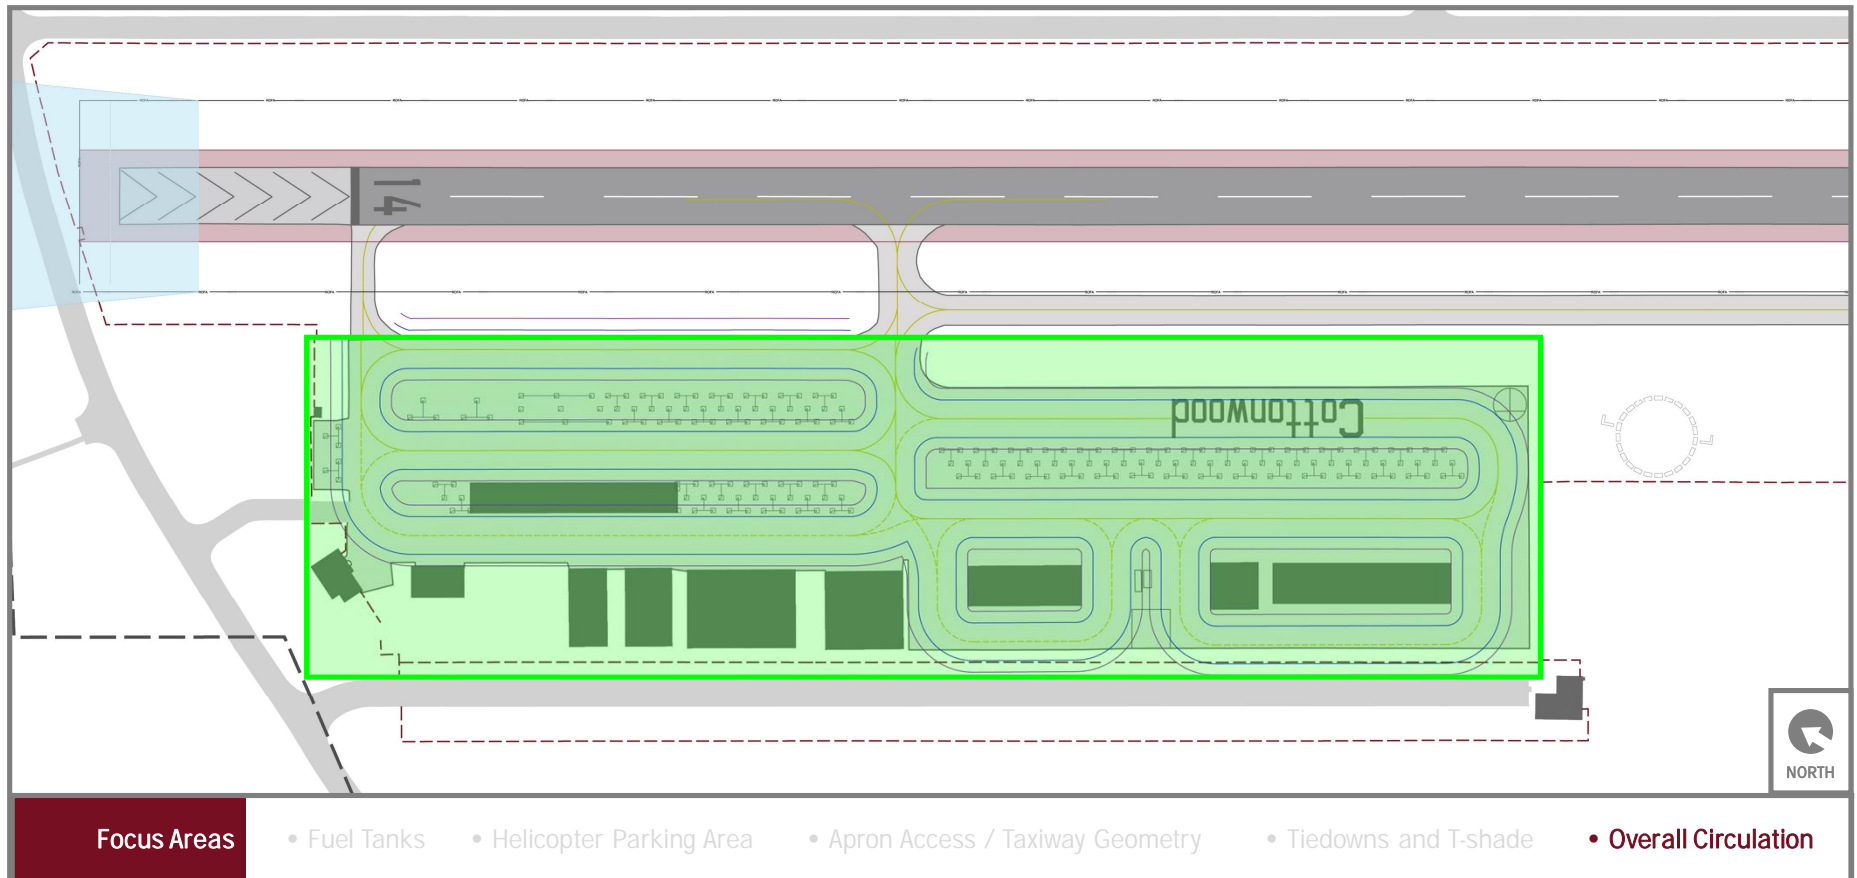 14
Cottonwood
NORTH
Focus Areas
• Fuel Tanks
• Helicopter Parking Area
• Apron Access / Taxiway Geometry
• Tiedowns and T-shade
• Overall Circulation